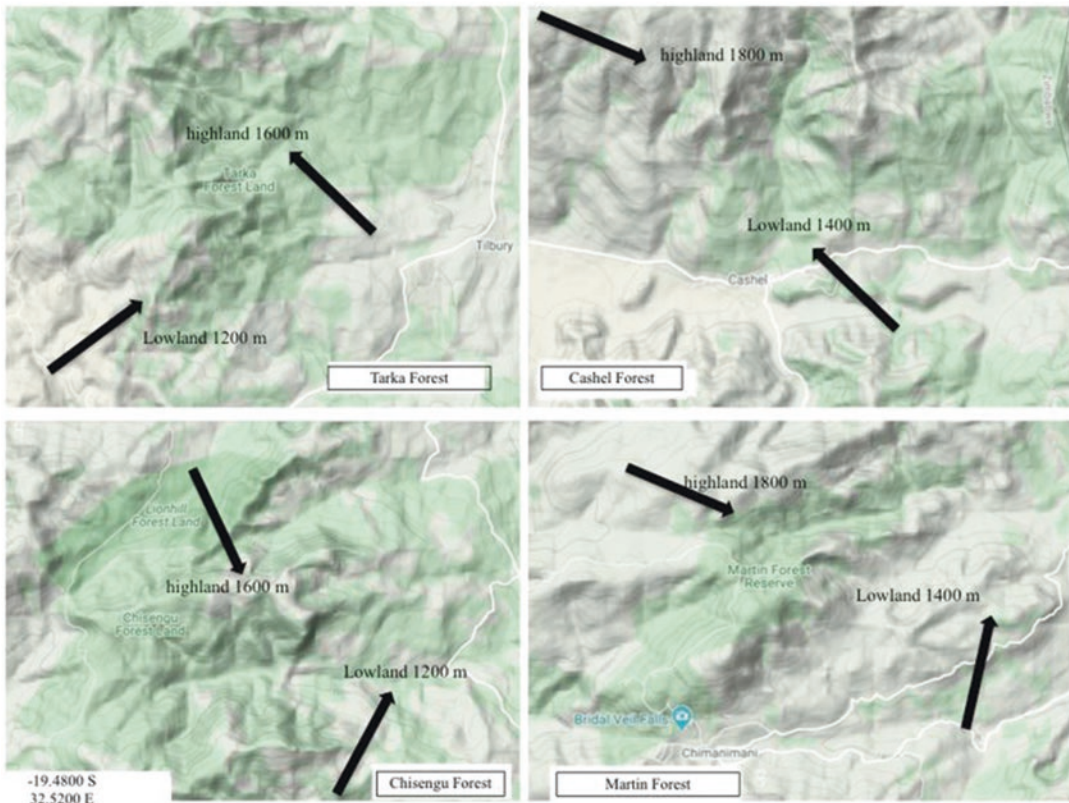 highland 1600 m
Tarka
Forest Land
Tilbury
Lowland 1200 m
Tarka Forest
highland 1800 m
Lowland 1400 m
Cashel
Cashel Forest
Lionhill
Forest Land
highland 1600 m
Chisengu
Forest Land
Lowland 1200 m
-19.4800 S
32.5200 E
Chisengu Forest
highland 1800 m
Martin Forest
Reserve
Lowland 1400 m
Bridal Veil Falls
Chimanimani
Martin Forest